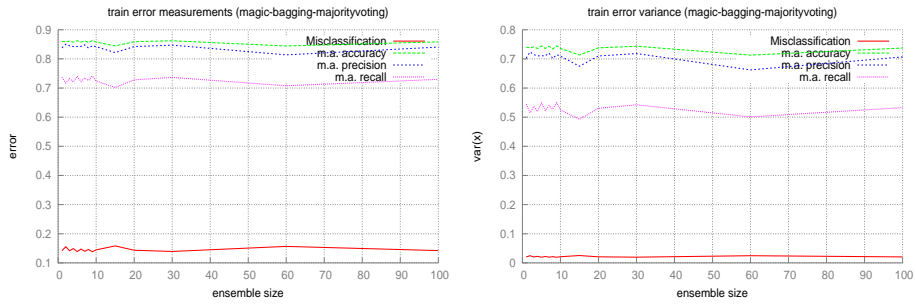 train error measurements (magic-bagging-majorityvoting)
0.9
0.8
0.7
0.6
0.5
0.4
0.3
0.2
0.1
error
Misclassification
m.a. accuracy
m.a. precision
m.a. recall
0 10 20 30 40 50 60 70 80 90 100
ensemble size
train error variance (magic-bagging-majorityvoting)
0.8
0.7
0.6
0.5
0.4
0.3
0.2
0.1
0
var(x)
Misclassification
m.a. accuracy
m.a. precision
m.a. recall
0 10 20 30 40 50 60 70 80 90 100
ensemble size